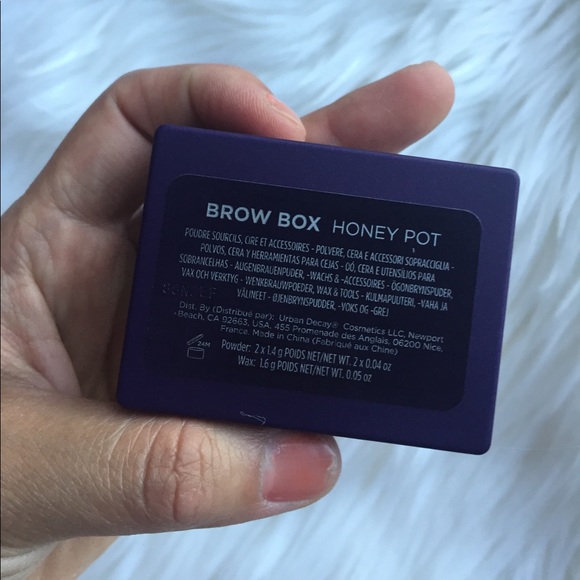 BROW BOX HONEY POT
POUDRE SOURCILS, CIRE ET ACCESSOIRES - POLVERE, CERA E ACCESSORI SOPRACCIGLIA -
POLVOS, CERA Y HERRAMIENTAS PARA CEJAS - PÓ, CERA E UTENSÍLIOS PARA
SOBRANCELHAS - AUGENBRAUENPUDER, -WACHS & -ACCESSOIRES - ÖGONBRYNSPUDER,
VAX OCH VERKTYG - WENKBRAUWPOEDER, WAX & TOOLS - KULMAPUUTERI, -VAHA JA
VÄLINEET - ØJENBRYNSPUDDER, -VOKS OG -GREJ
Dist. By (Distribué par): Urban Decay® Cosmetics LLC, Newport
Beach, CA 92663, USA, 455 Promenade des Anglais, 06200 Nice,
France. Made in China (Fabriqué aux Chine)
24M
Powder: 2 x 1.4 g POIDS NET/NET WT. 2 x 0.04 oz
Wax: 1.6 g POIDS NET/NET WT. 0.05 oz